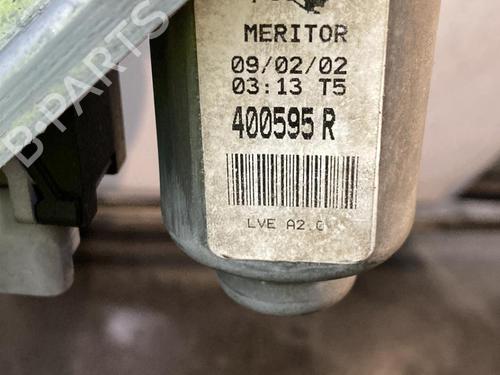 MERITOR
09/02/02
03:13 T5
400595 R
LVE A2.0
B-PARTS